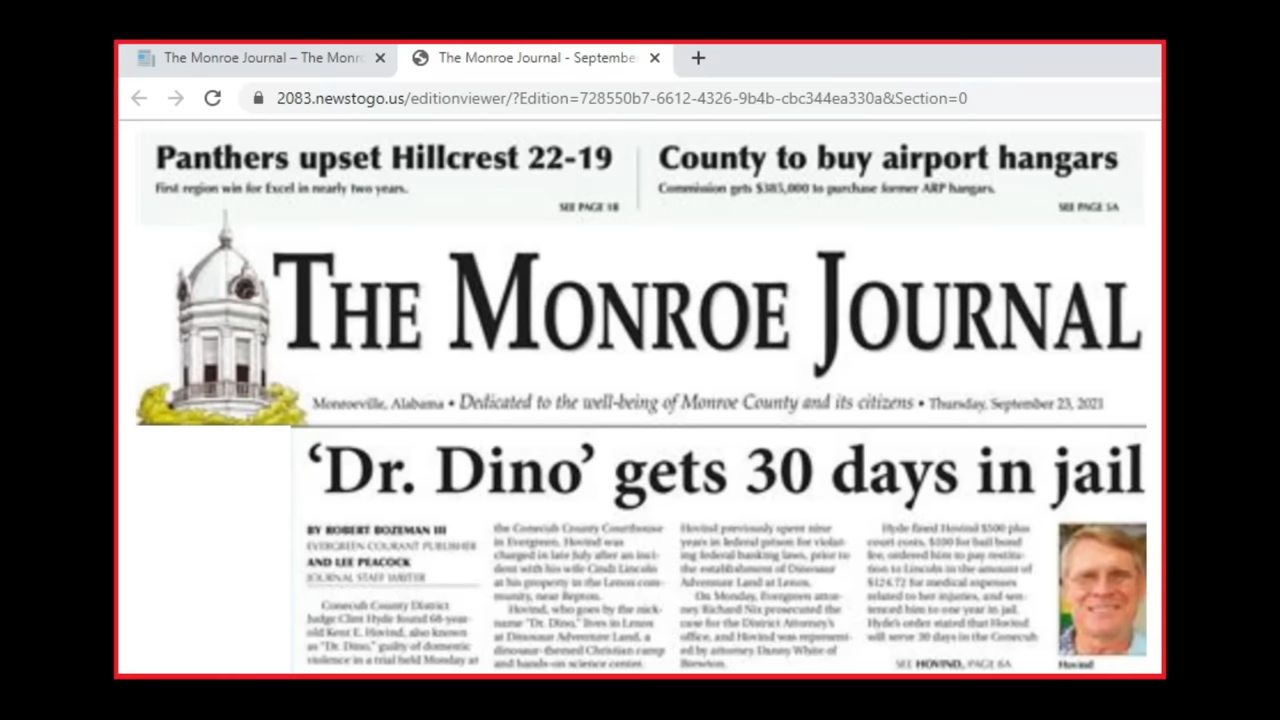 The Monroe Journal – The Monr
The Monroe Journal - Septembe
2083.newstogo.us/editionviewer/?Edition=728550b7-6612-4326-9b4b-cbc344ea330a&Section=0
Panthers upset Hillcrest 22-19
First region win for Excel in nearly two years.
SEE PAGE 1B
County to buy airport hangars
Commission gets $385,000 to purchase former ARP hangars.
SEE PAGE 5A
THE MONROE JOURNAL
Monroeville, Alabama • Dedicated to the well-being of Monroe County and its citizens • Thursday, September 23, 2021
‘Dr. Dino’ gets 30 days in jail
BY ROBERT BOZEMAN III
EVERGREEN COURANT PUBLISHER
AND LEE PEACOCK
JOURNAL STAFF WRITER
Conecuh County District
Judge Clint Hyde found 68-year-
old Kent E. Hovind, also known
as "Dr. Dino," guilty of domestic
violence in a trial held Monday at
the Conecuh County Courthouse
in Evergreen. Hovind was
charged in late July after an inci-
dent with his wife Cindi Lincoln
at his property in the Lenox com-
munity, near Repton.
Hovind, who goes by the nick-
name "Dr. Dino," lives in Lenox
at Dinosaur Adventure Land, a
dinosaur-themed Christian camp
and hands-on science center.
Hovind previously spent nine
years in federal prison for violat-
ing federal banking laws, prior to
the establishment of Dinosaur
Adventure Land at Lenox.
On Monday, Evergreen attor-
ney Richard Nix prosecuted the
case for the District Attorney's
office, and Hovind was represent-
ed by attorney Danny White of
Brewton.
Hyde fined Hovind $500 plus
court costs, $100 for bail bond
fee, ordered him to pay restitu-
tion to Lincoln in the amount of
$124.72 for medical expenses
related to her injuries, and sen-
tenced him to one year in jail.
Hyde's order stated that Hovind
will serve 30 days in the Conecuh
SEE HOVIND, PAGE 6A
Hovind